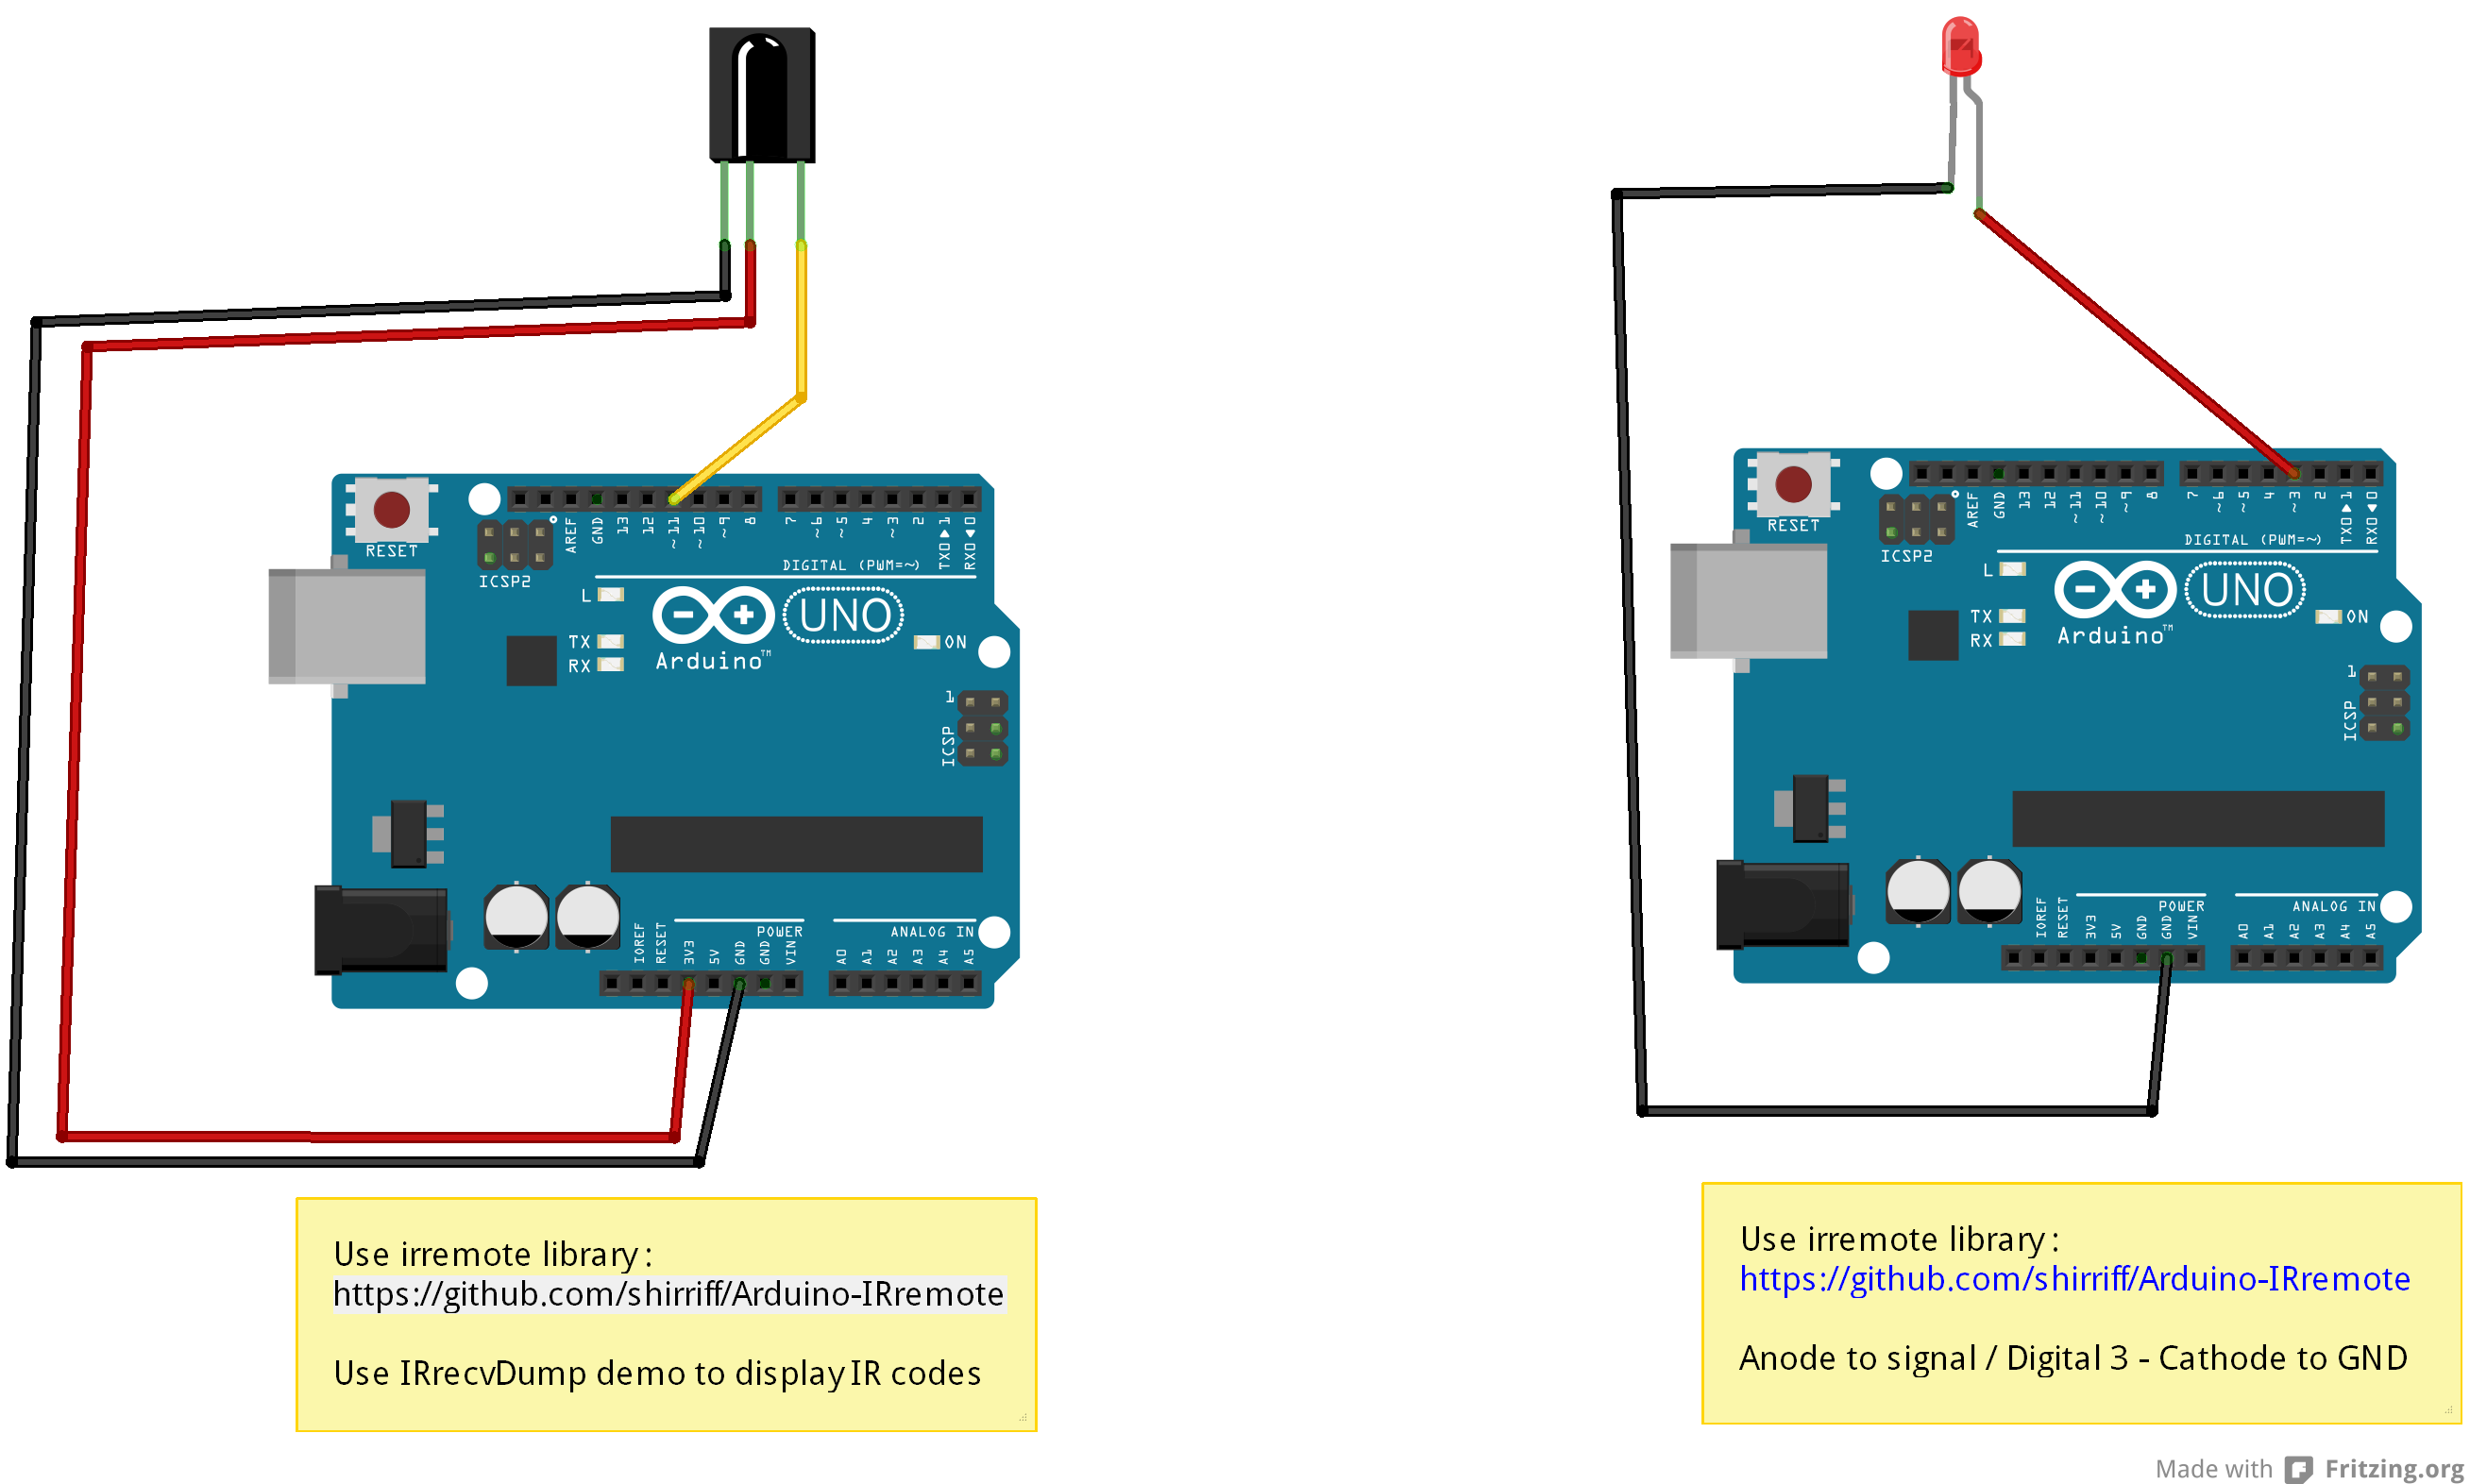 RESET
ICSP2
AREF
GND
13
12
~11
~10
~9
8
7
~6
~5
4
~3
2
TX0▶1
RX0◀0
DIGITAL (PWM=~)
L
TX
RX
Arduino™
UNO
ON
1
ICSP
IOREF
RESET
3V3
5V
GND
GND
VIN
POWER
A0
A1
A2
A3
A4
A5
ANALOG IN
Use irremote library:
https://github.com/shirriff/Arduino-IRremote
Use IRrecvDump demo to display IR codes
RESET
ICSP2
AREF
GND
13
12
~11
~10
~9
8
7
~6
~5
4
~3
2
TX0▶1
RX0◀0
DIGITAL (PWM=~)
L
TX
RX
Arduino™
UNO
ON
1
ICSP
IOREF
RESET
3V3
5V
GND
GND
VIN
POWER
A0
A1
A2
A3
A4
A5
ANALOG IN
Use irremote library:
https://github.com/shirriff/Arduino-IRremote
Anode to signal / Digital 3 - Cathode to GND
Made with Fritzing.org